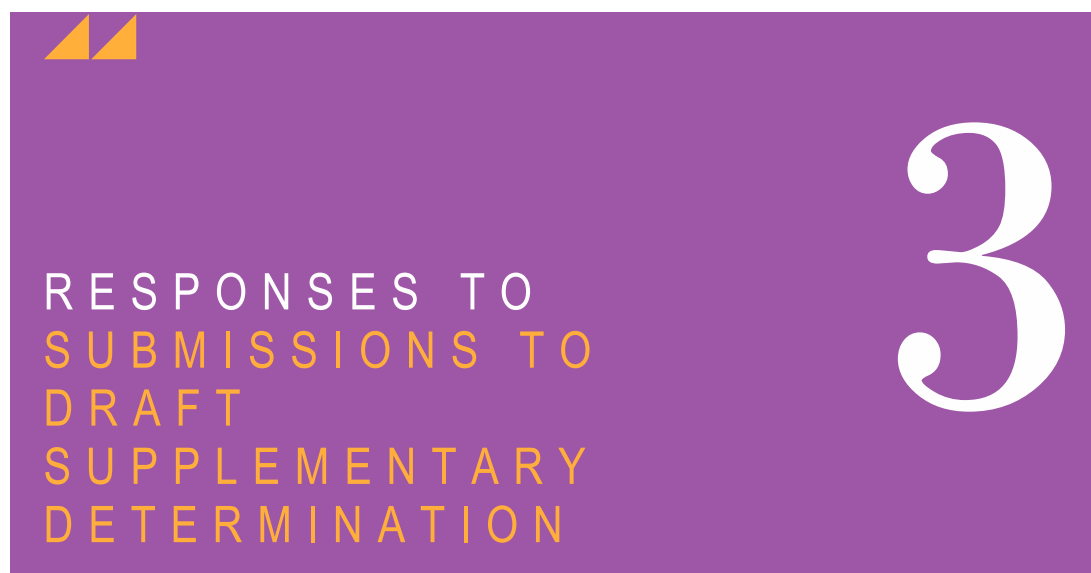 3
RESPONSES TO
SUBMISSIONS TO
DRAFT
SUPPLEMENTARY
DETERMINATION